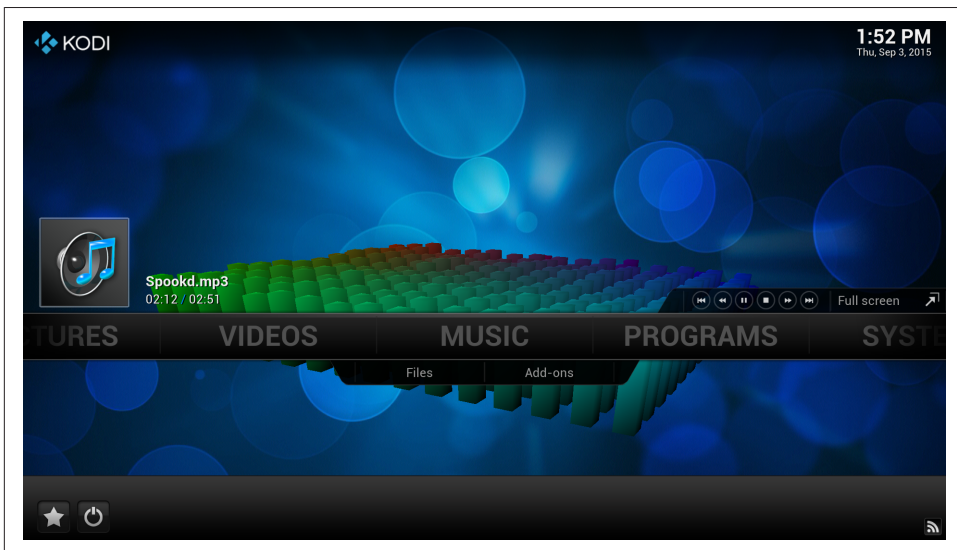 KODI
1:52 PM
Thu, Sep 3, 2015
Spookd.mp3
02:12 / 02:51
Full screen
TURES VIDEOS MUSIC PROGRAMS SYSTE
Files Add-ons